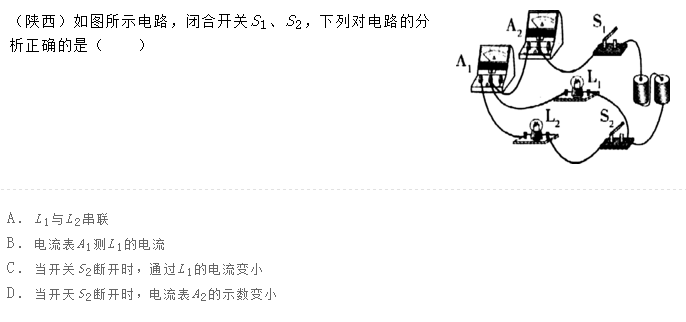 （陕西）如图所示电路，闭合开关S1、S2，下列对电路的分
析正确的是（　　）
A2
S1
A1
L1
L2
S2
A．L1与L2串联
B．电流表A1测L1的电流
C．当开关S2断开时，通过L1的电流变小
D．当开天S2断开时，电流表A2的示数变小